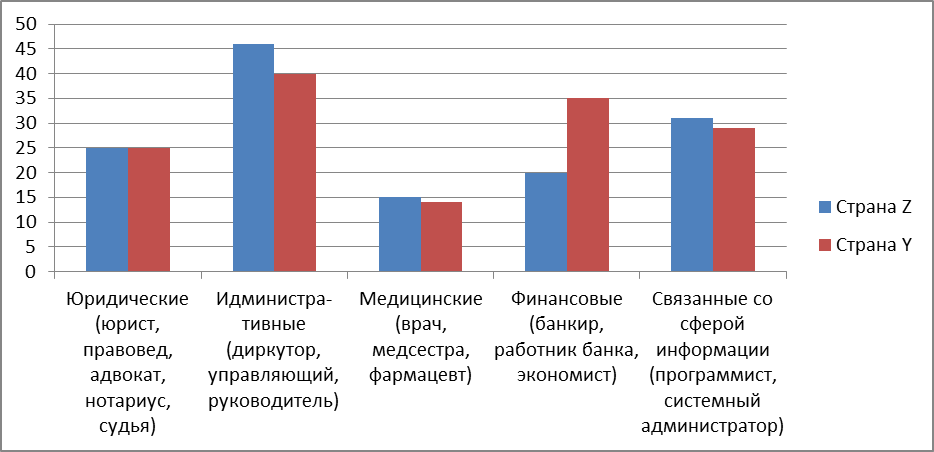 50
45
40
35
30
25
20
15
10
5
0
Юридические
(юрист,
правовед,
адвокат,
нотариус,
судья)
Идминистра-
тивные
(диркутор,
управляющий,
руководитель)
Медицинские
(врач,
медсестра,
фармацевт)
Финансовые
(банкир,
работник банка,
экономист)
Связанные со
сферой
информации
(программист,
системный
администратор)
Страна Z
Страна Y